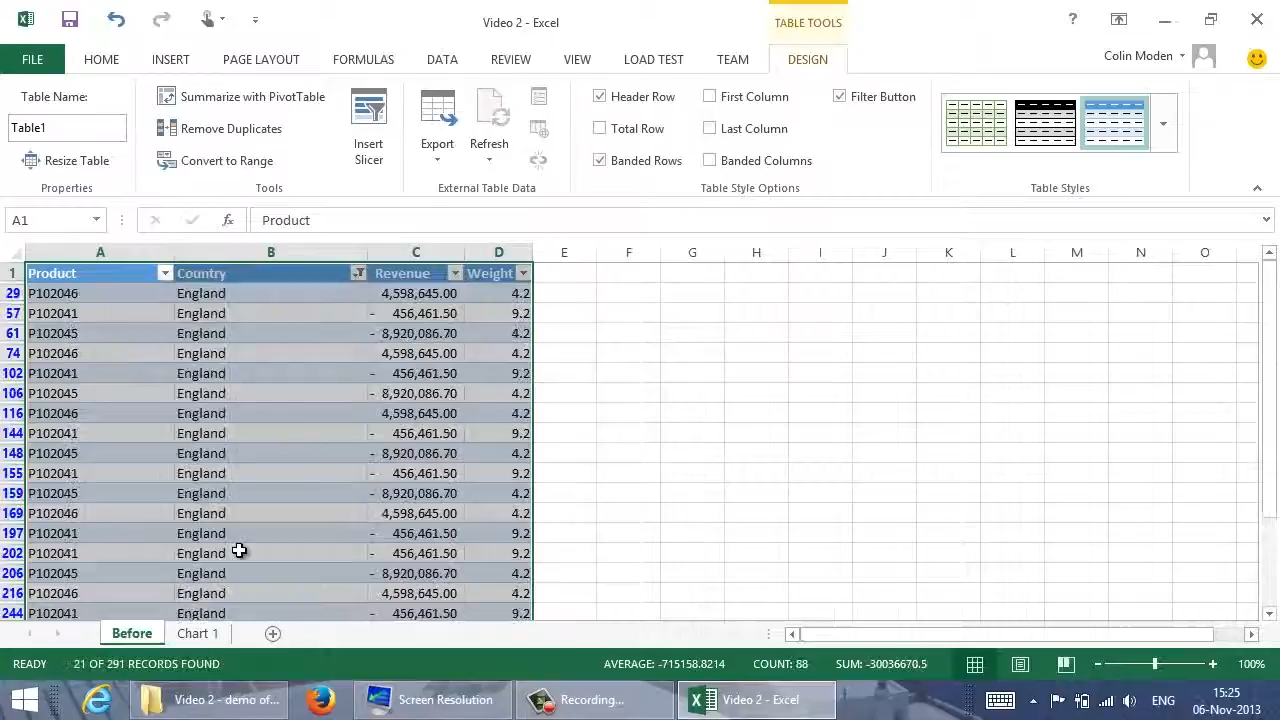 Video 2 - Excel
TABLE TOOLS
FILE HOME INSERT PAGE LAYOUT FORMULAS DATA REVIEW VIEW LOAD TEST TEAM DESIGN Colin Moden
Table Name:
Table1
Resize Table
Properties
Summarize with PivotTable
Remove Duplicates
Convert to Range
Tools
Insert
Slicer
Export
Refresh
External Table Data
Header Row First Column Filter Button
Total Row Last Column
Banded Rows Banded Columns
Table Style Options
Table Styles
A1 fx Product
A B C D E F G H I J K L M N O
1 Product Country Revenue Weight
29 P102046 England 4,598,645.00 4.2
57 P102041 England - 456,461.50 9.2
61 P102045 England - 8,920,086.70 4.2
74 P102046 England 4,598,645.00 4.2
102 P102041 England - 456,461.50 9.2
106 P102045 England - 8,920,086.70 4.2
116 P102046 England 4,598,645.00 4.2
144 P102041 England - 456,461.50 9.2
148 P102045 England - 8,920,086.70 4.2
155 P102041 England - 456,461.50 9.2
159 P102045 England - 8,920,086.70 4.2
169 P102046 England 4,598,645.00 4.2
197 P102041 England - 456,461.50 9.2
202 P102041 England - 456,461.50 9.2
206 P102045 England - 8,920,086.70 4.2
216 P102046 England 4,598,645.00 4.2
244 P102041 England - 456,461.50 9.2
Before Chart 1
READY 21 OF 291 RECORDS FOUND AVERAGE: -715158.8214 COUNT: 88 SUM: -30036670.5 100%
Video 2 - demo of... Screen Resolution Recording... Video 2 - Excel ENG 15:25
06-Nov-2013